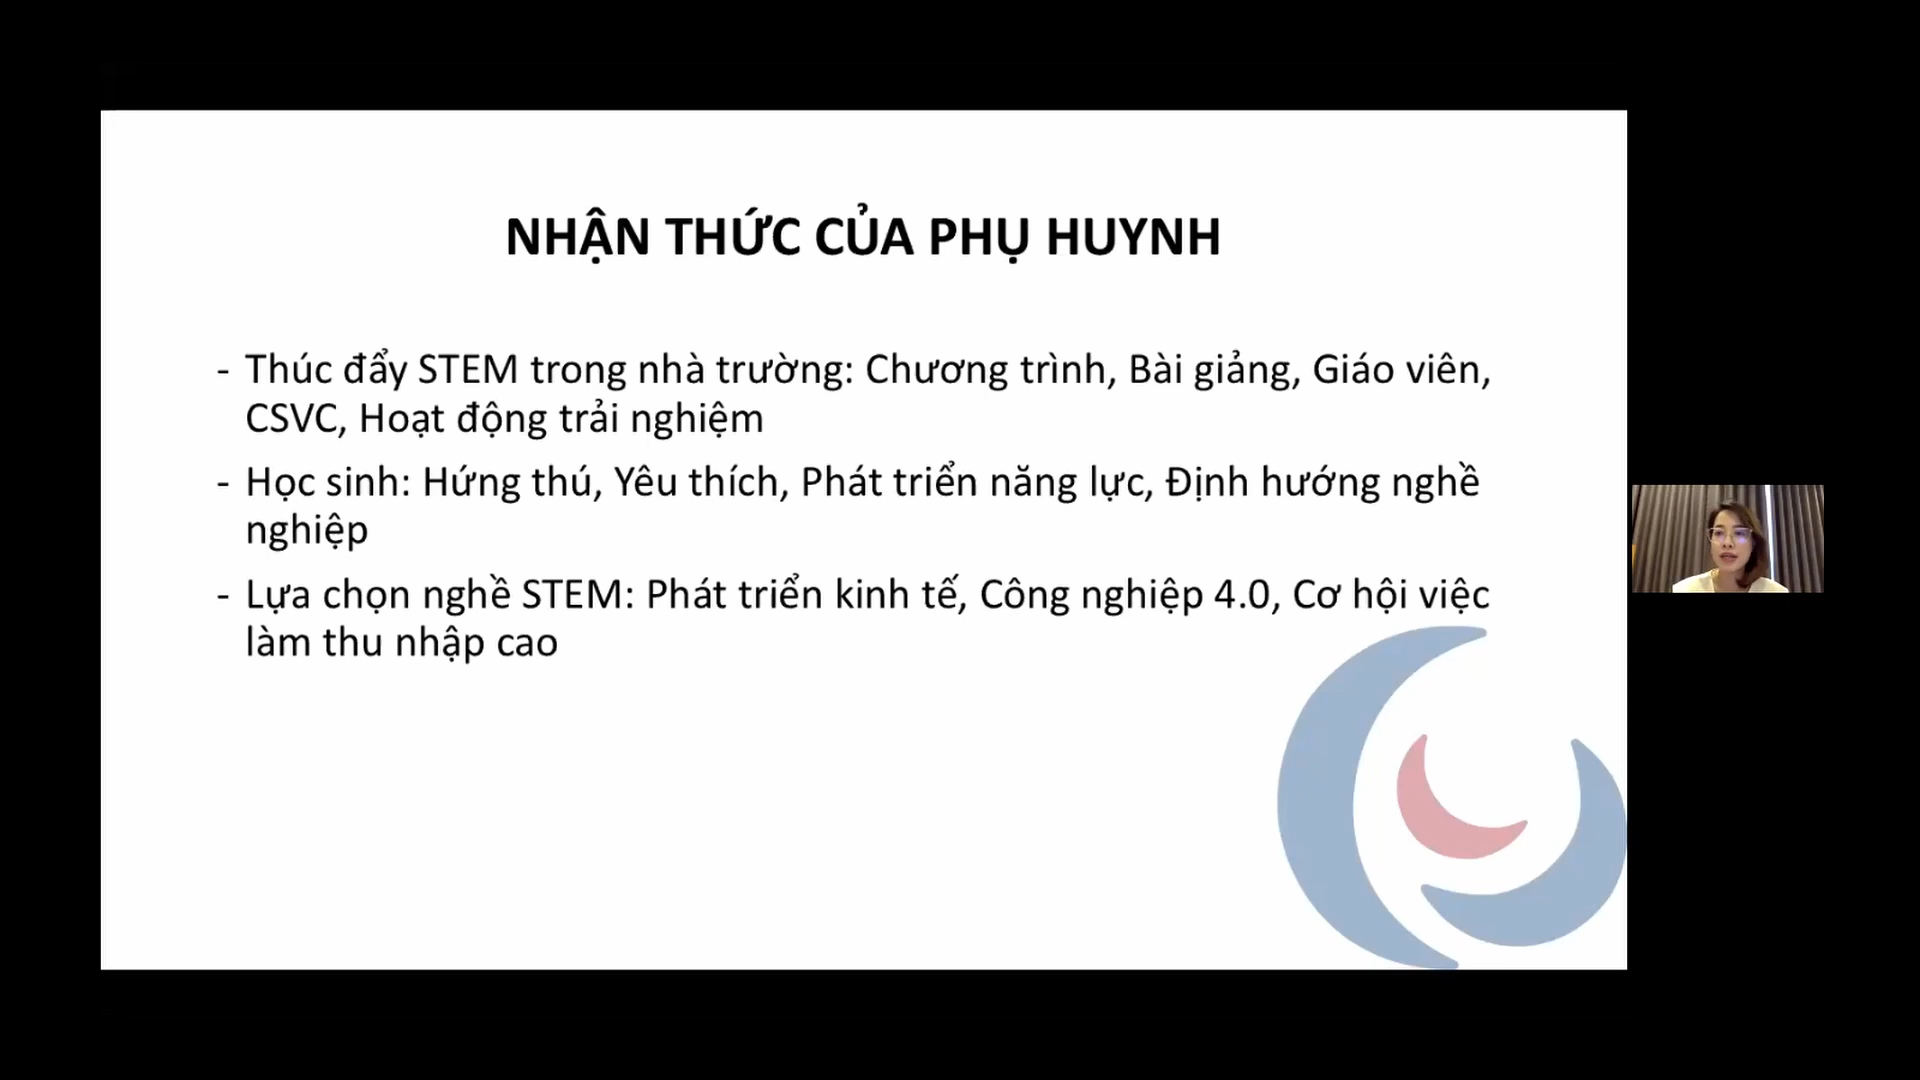 NHẬN THỨC CỦA PHỤ HUYNH
- Thúc đẩy STEM trong nhà trường: Chương trình, Bài giảng, Giáo viên,
CSVC, Hoạt động trải nghiệm
- Học sinh: Hứng thú, Yêu thích, Phát triển năng lực, Định hướng nghề
nghiệp
- Lựa chọn nghề STEM: Phát triển kinh tế, Công nghiệp 4.0, Cơ hội việc
làm thu nhập cao